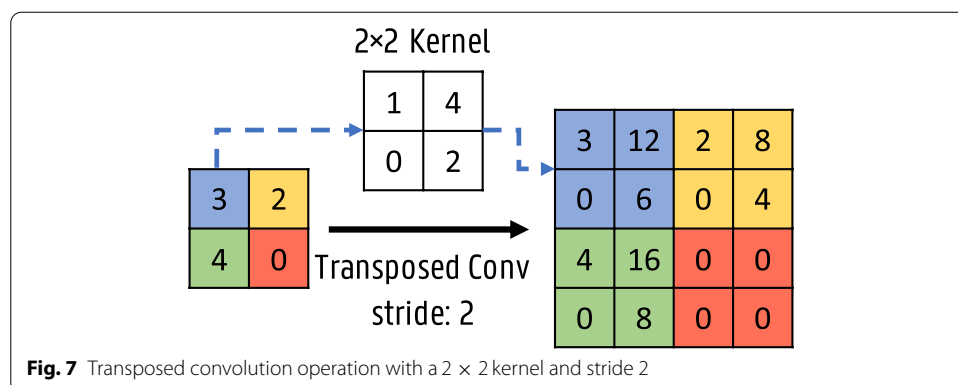 2×2 Kernel
1 4
0 2
3 2
4 0
Transposed Conv
stride: 2
3 12 2 8
0 6 0 4
4 16 0 0
0 8 0 0
Fig. 7 Transposed convolution operation with a 2 × 2 kernel and stride 2